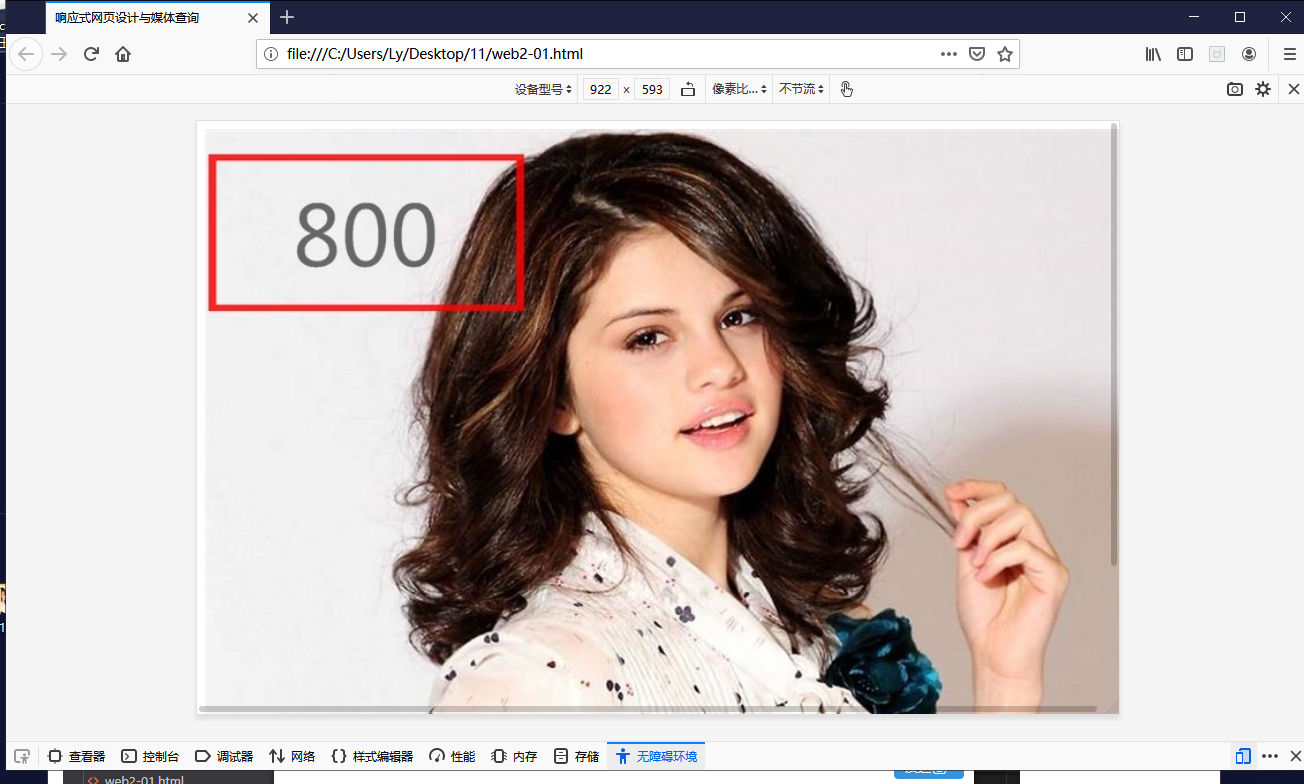 响应式网页设计与媒体查询
file:///C:/Users/Ly/Desktop/11/web2-01.html
设备型号 922 × 593 像素比... 不节流
800
查看器 控制台 调试器 网络 样式编辑器 性能 内存 存储 无障碍环境
web2-01.html